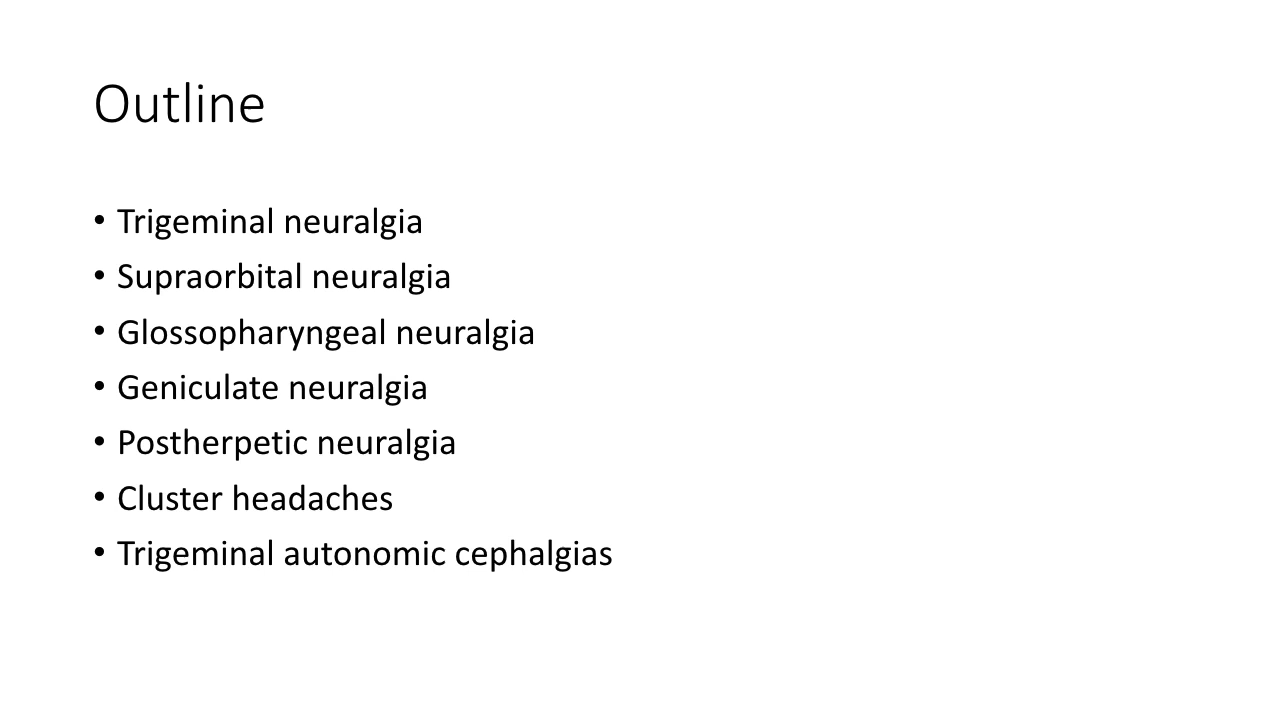 Outline
• Trigeminal neuralgia
• Supraorbital neuralgia
• Glossopharyngeal neuralgia
• Geniculate neuralgia
• Postherpetic neuralgia
• Cluster headaches
• Trigeminal autonomic cephalgias